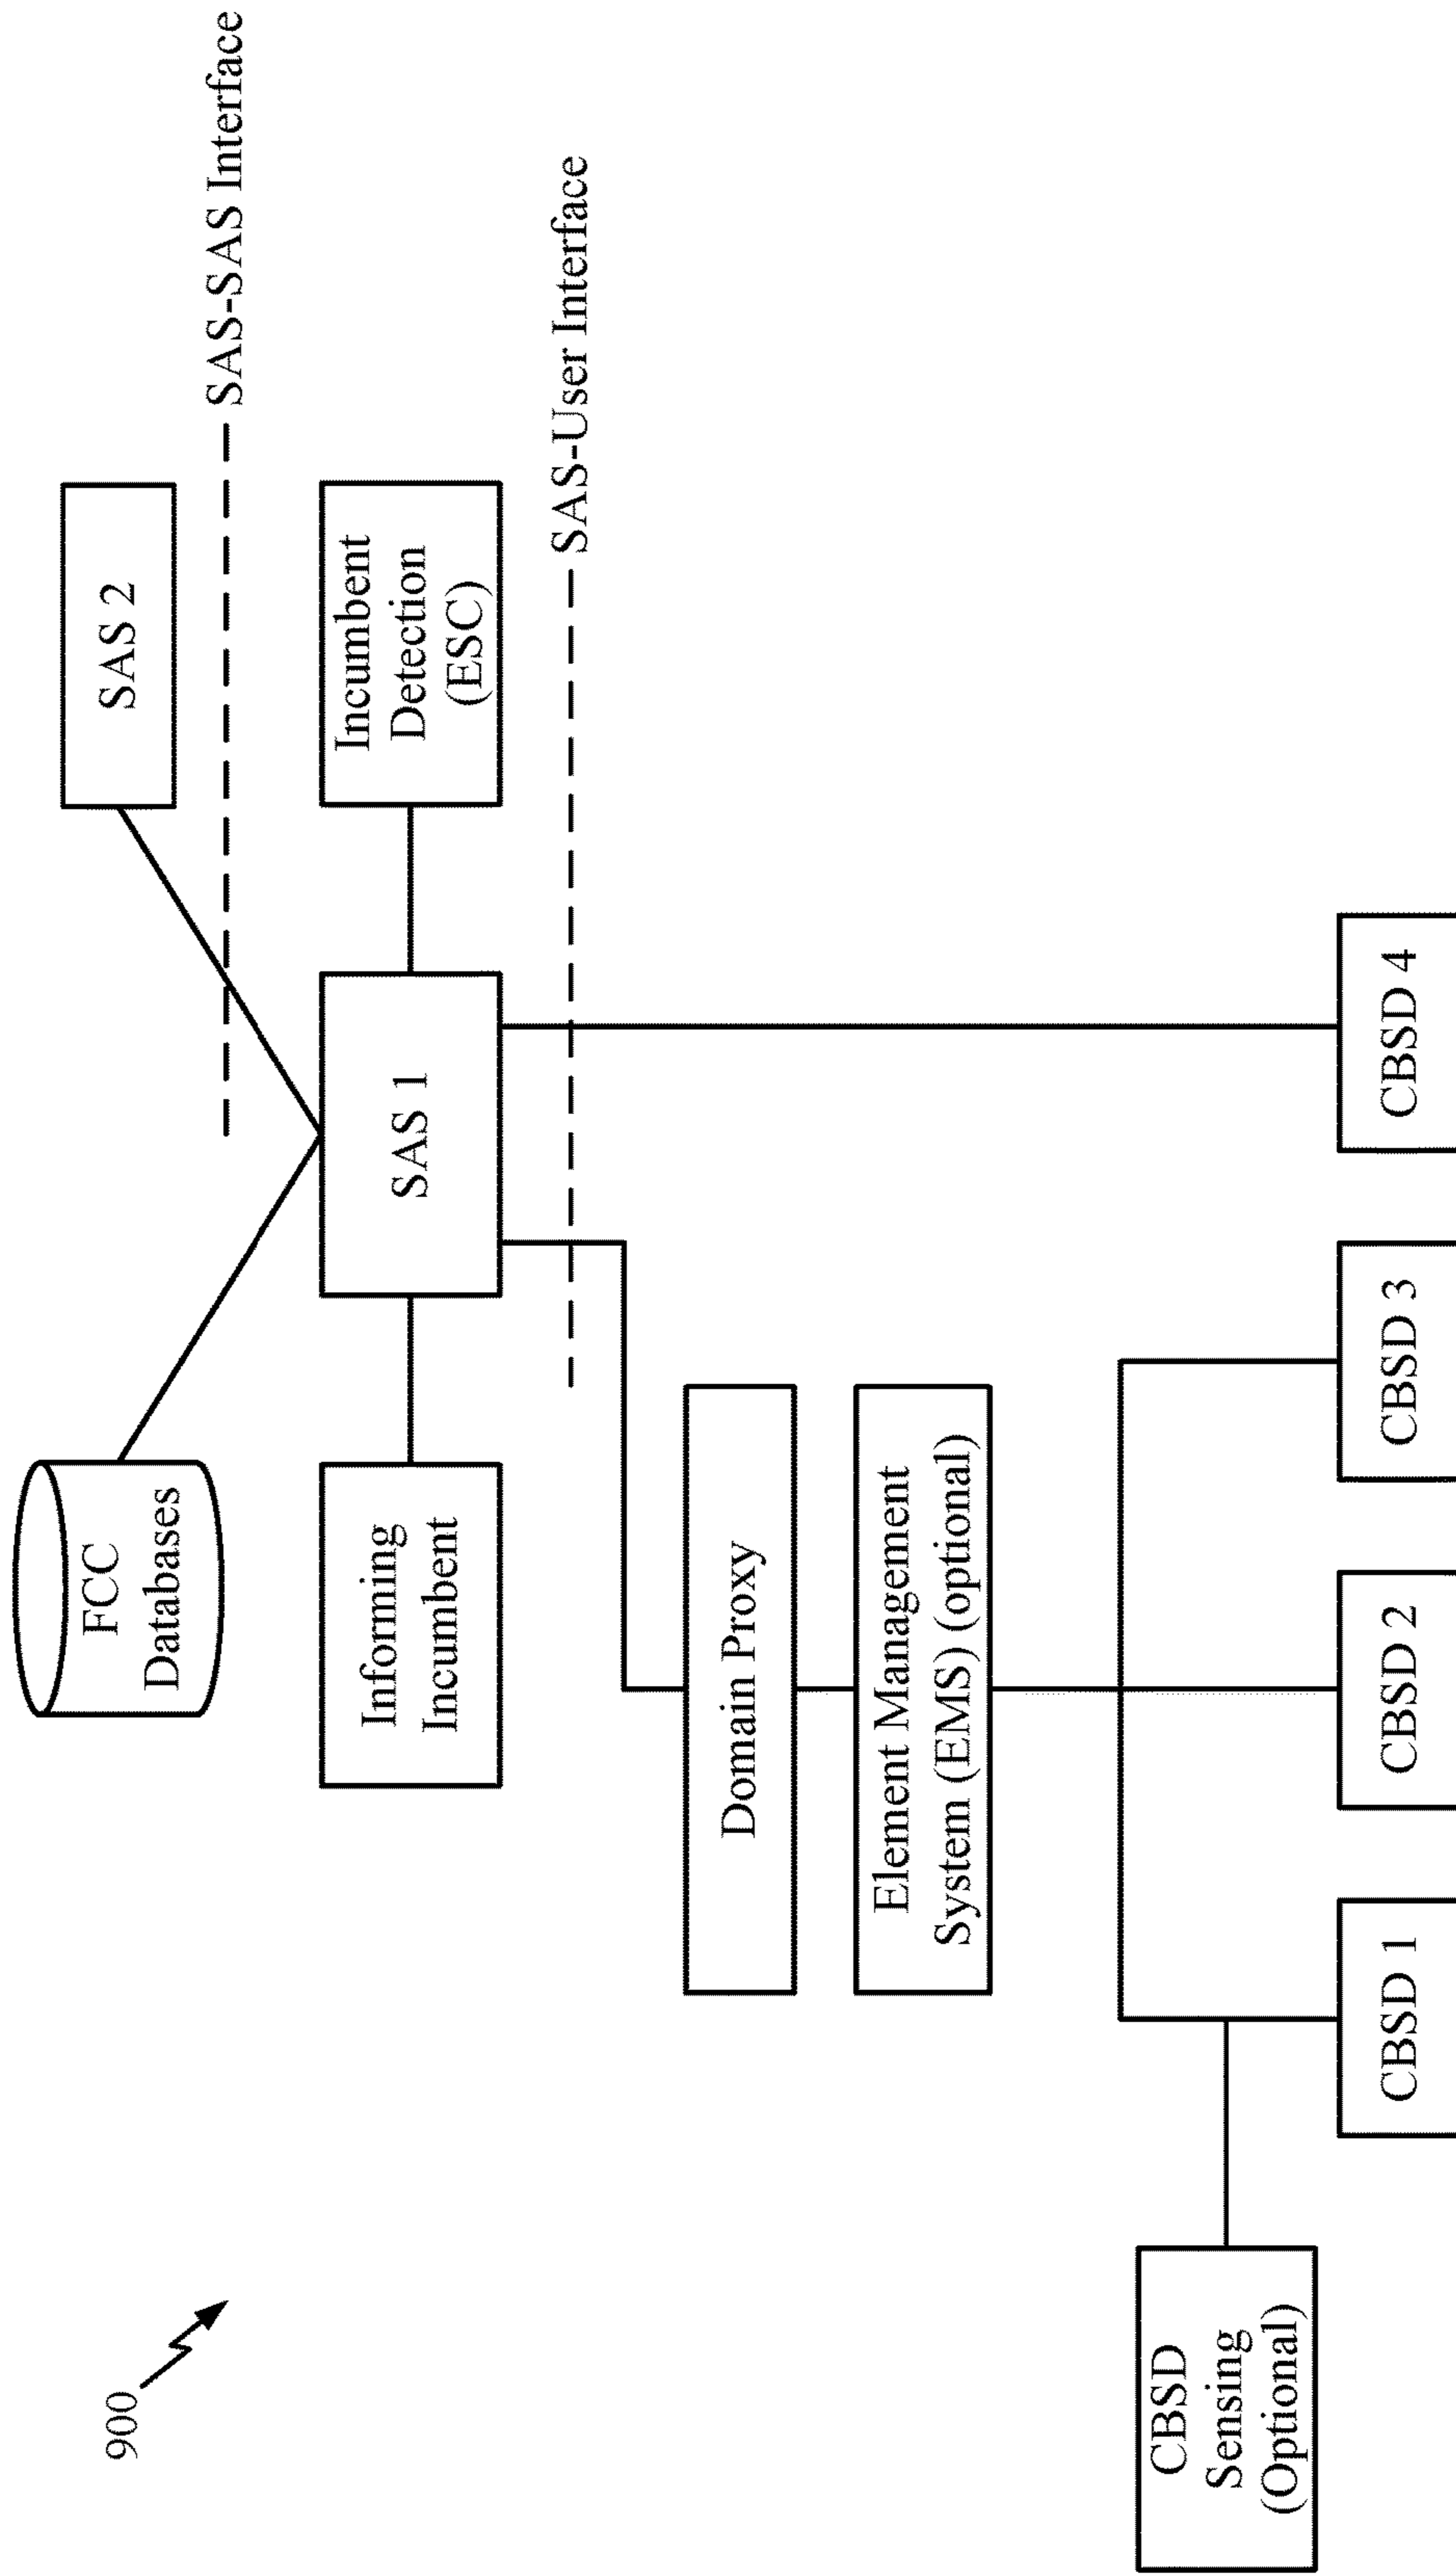 900
FCC
Databases
SAS 2
SAS-SAS Interface
Informing
Incumbent
SAS 1
Incumbent
Detection
(ESC)
SAS-User Interface
Domain Proxy
Element Management
System (EMS) (optional)
CBSD
Sensing
(Optional)
CBSD 1
CBSD 2
CBSD 3
CBSD 4